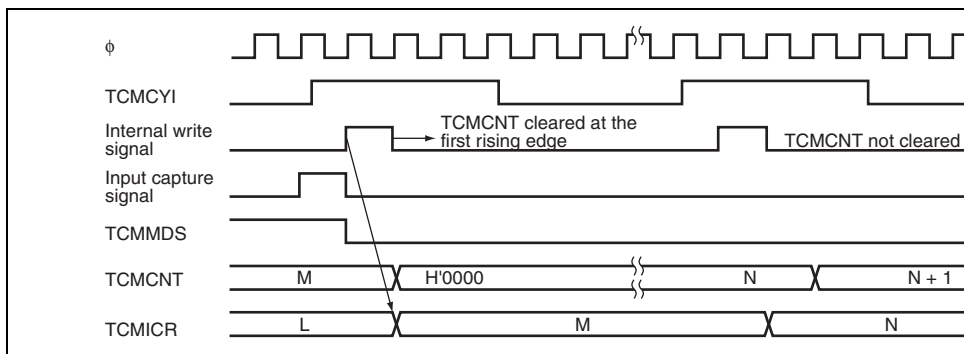 ϕ
TCMCYI
Internal write
signal
TCMCNT cleared at the
first rising edge
TCMCNT not cleared
Input capture
signal
TCMMDS
TCMCNT
M
H'0000
N
N + 1
TCMICR
L
M
N